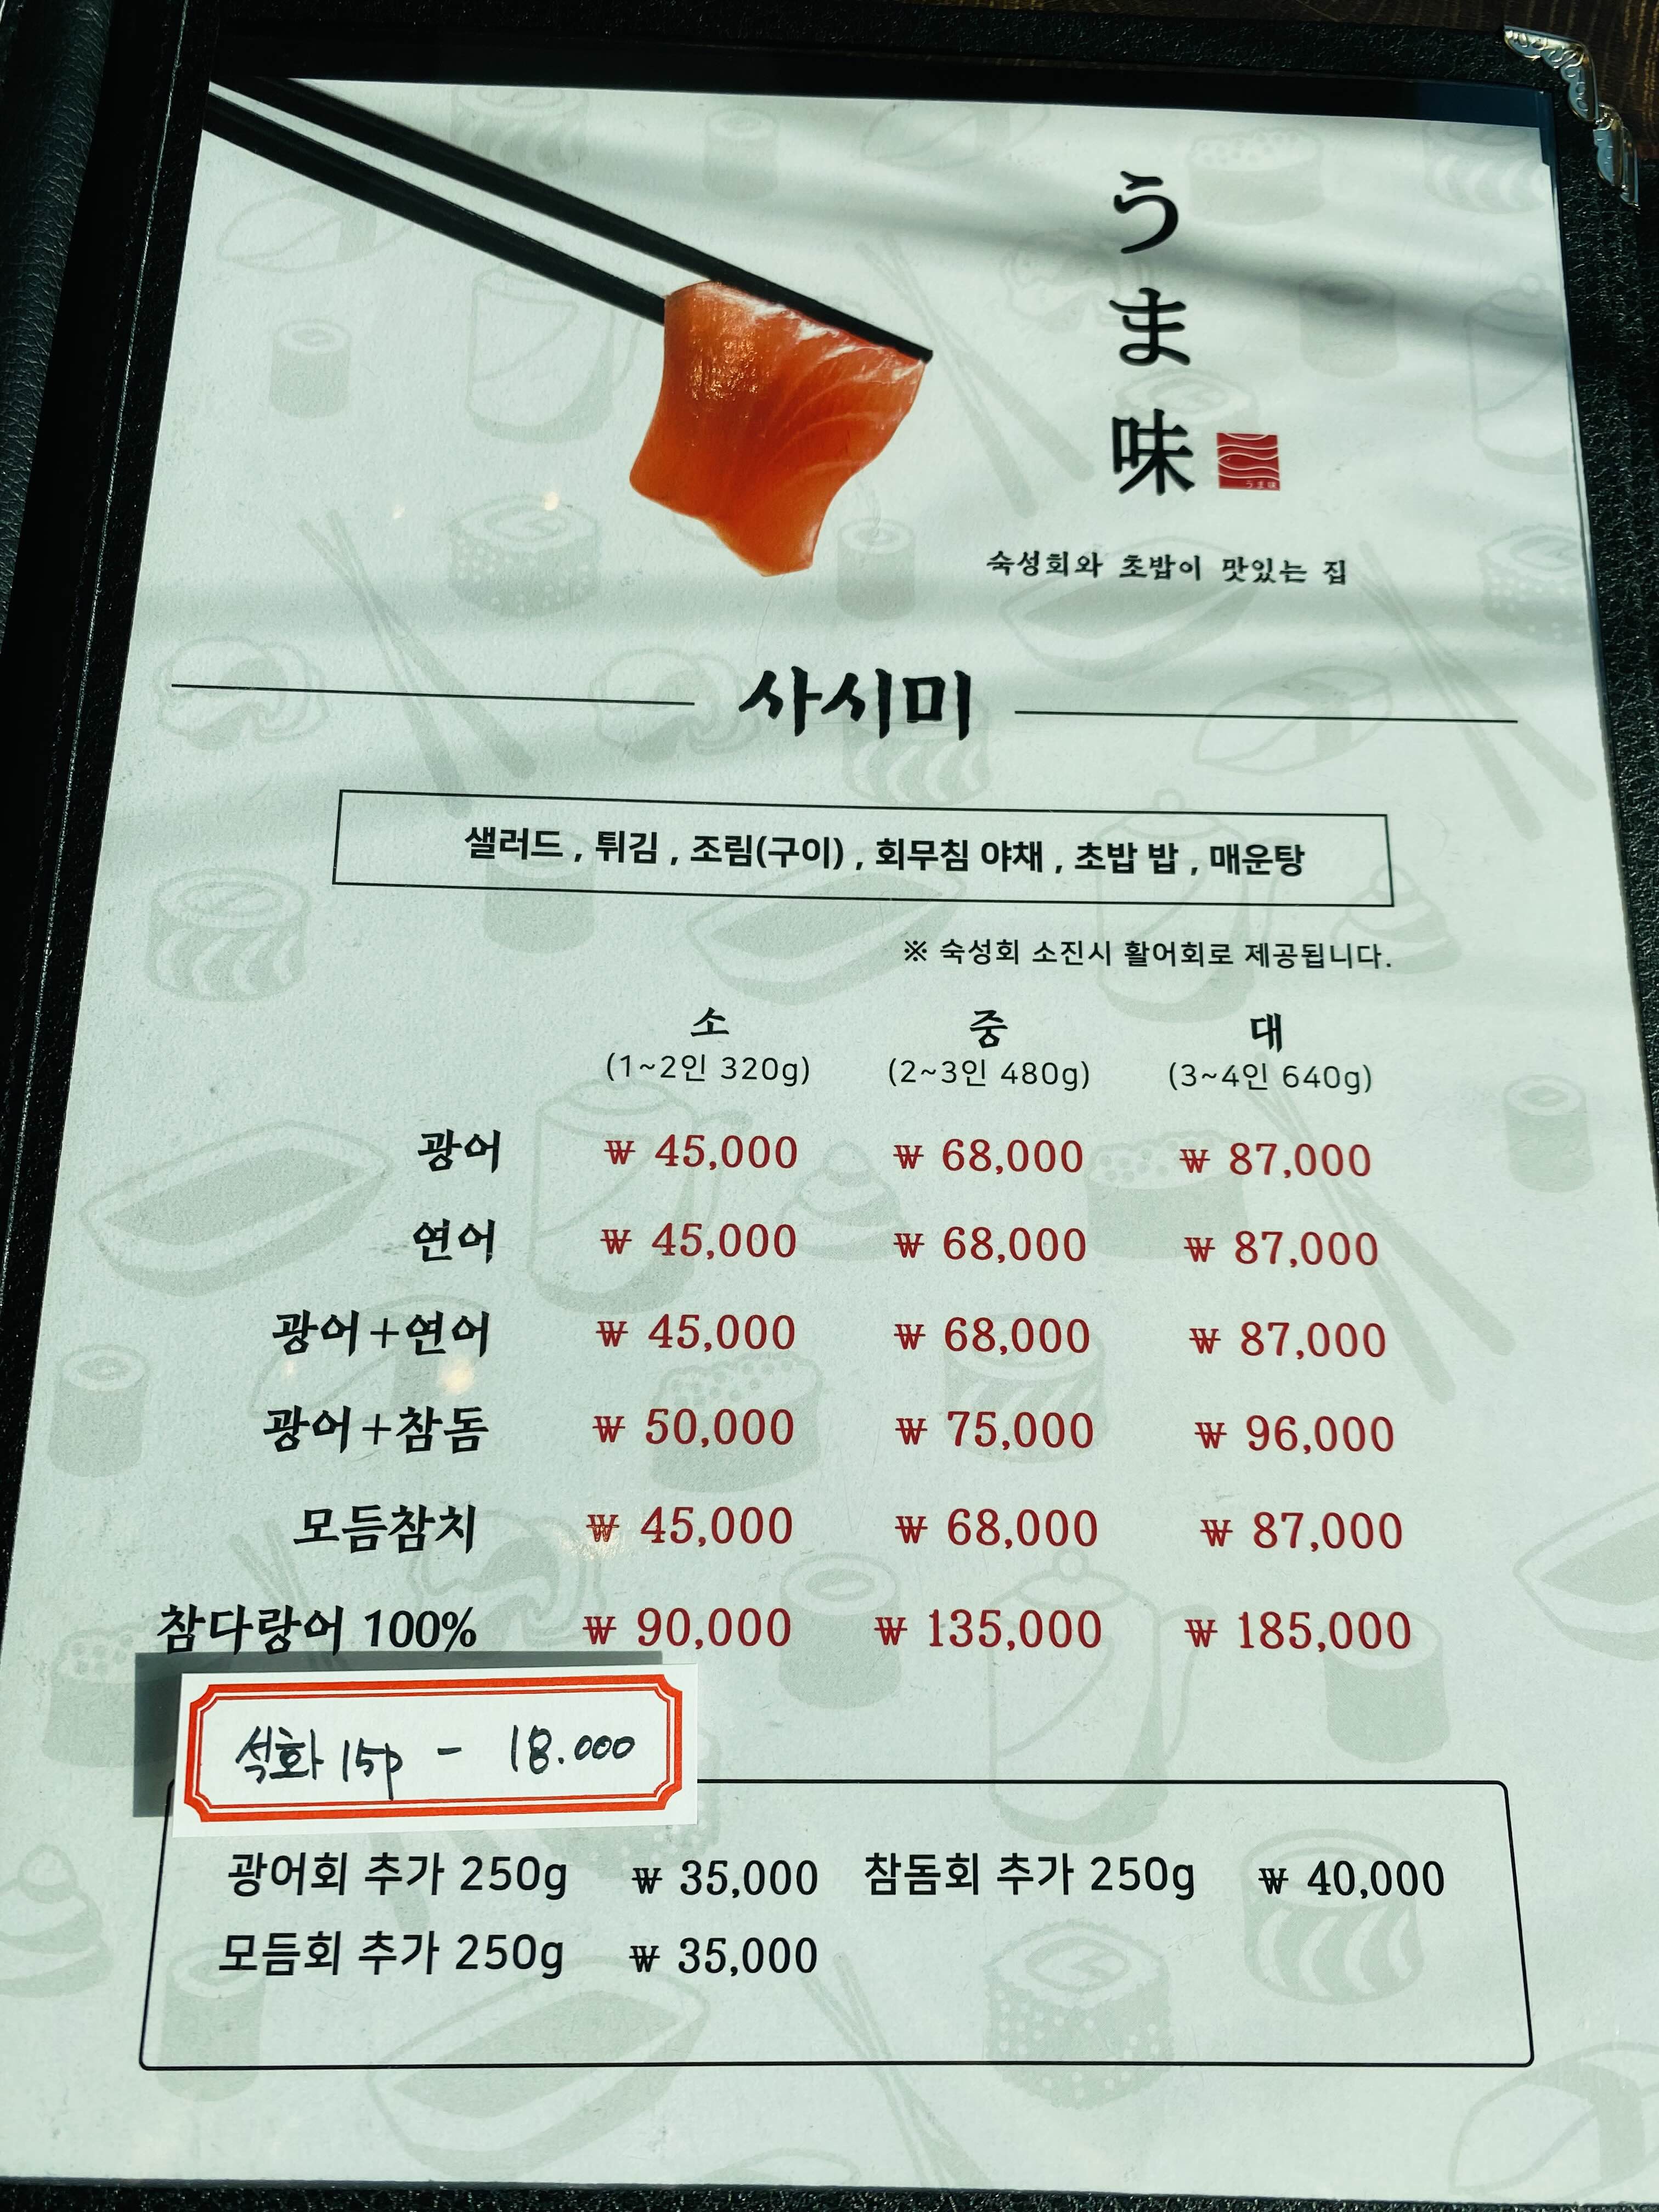 うま味
うま味
숙성회와 초밥이 맛있는 집
사시미
샐러드 , 튀김 , 조림(구이) , 회무침 야채 , 초밥 밥 , 매운탕
※ 숙성회 소진시 활어회로 제공됩니다.
소 중 대
(1~2인 320g) (2~3인 480g) (3~4인 640g)
광어 ₩ 45,000 ₩ 68,000 ₩ 87,000
연어 ₩ 45,000 ₩ 68,000 ₩ 87,000
광어+연어 ₩ 45,000 ₩ 68,000 ₩ 87,000
광어+참돔 ₩ 50,000 ₩ 75,000 ₩ 96,000
모듬참치 ₩ 45,000 ₩ 68,000 ₩ 87,000
참다랑어 100% ₩ 90,000 ₩ 135,000 ₩ 185,000
석화 15p - 18.000
광어회 추가 250g ₩ 35,000 참돔회 추가 250g ₩ 40,000
모듬회 추가 250g ₩ 35,000